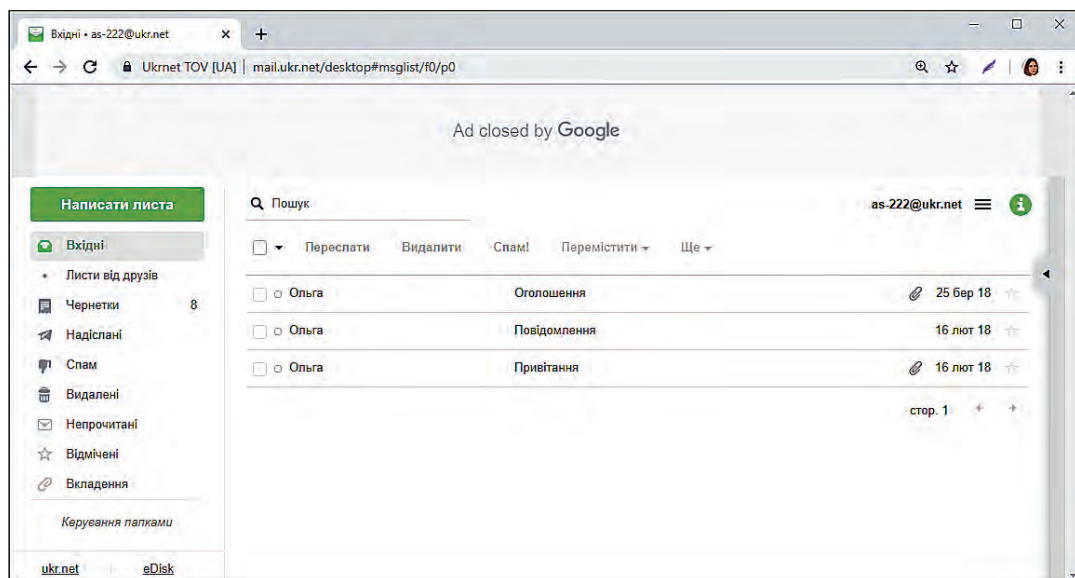 Вхідні • as-222@ukr.net
Ukrnet TOV [UA] | mail.ukr.net/desktop#msglist/f0/p0
Ad closed by Google
Написати листа
Пошук
as-222@ukr.net
Вхідні
Переслати Видалити Спам! Перемістити Ще
Листи від друзів
Чернетки 8
Надіслані
Спам
Видалені
Непрочитані
Відмічені
Вкладення
Керування папками
ukr.net eDisk
Ольга Оголошення 25 бер 18
Ольга Повідомлення 16 лют 18
Ольга Привітання 16 лют 18
стор. 1